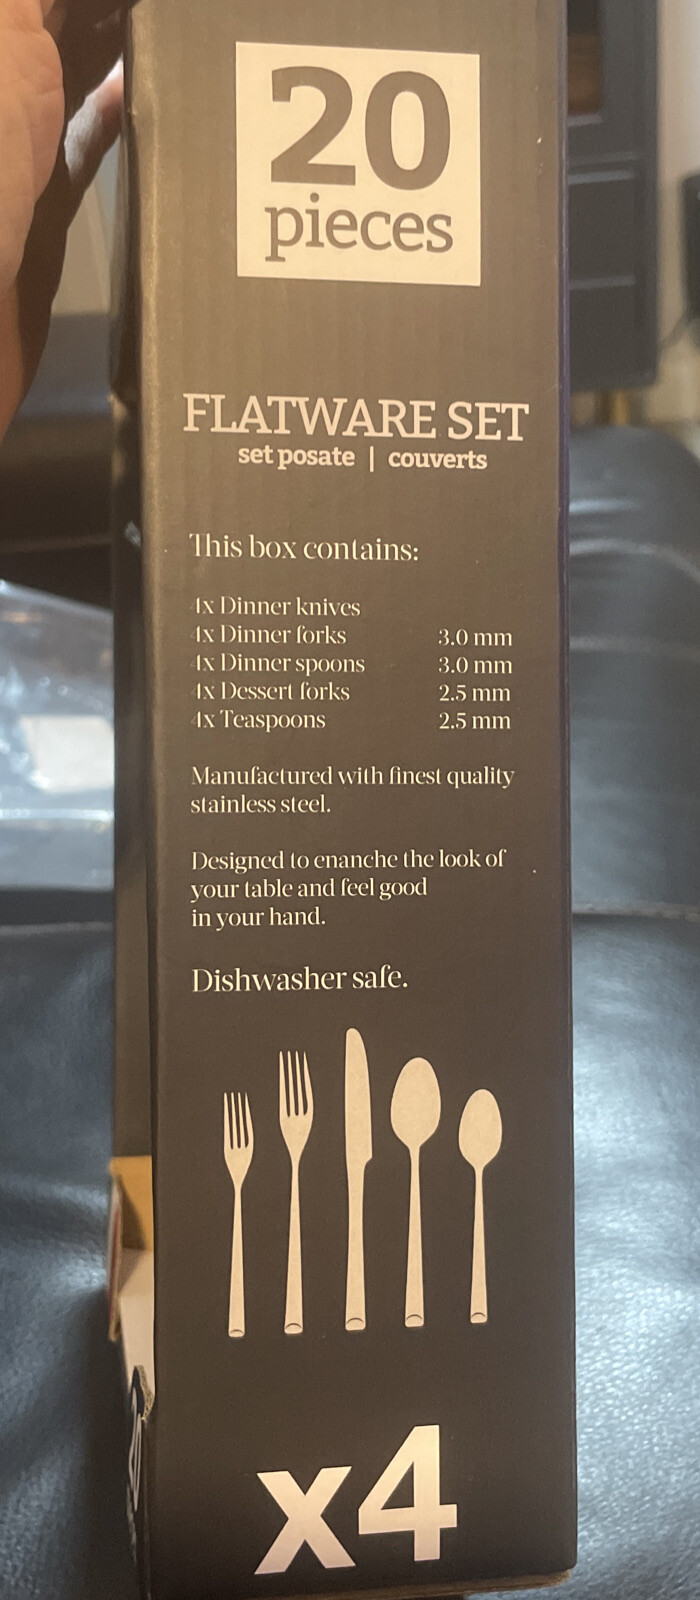 20
pieces
FLATWARE SET
set posate | couverts
This box contains:
4x Dinner knives
4x Dinner forks 3.0 mm
4x Dinner spoons 3.0 mm
4x Dessert forks 2.5 mm
4x Teaspoons 2.5 mm
Manufactured with finest quality
stainless steel.
Designed to enanche the look of
your table and feel good
in your hand.
Dishwasher safe.
x4